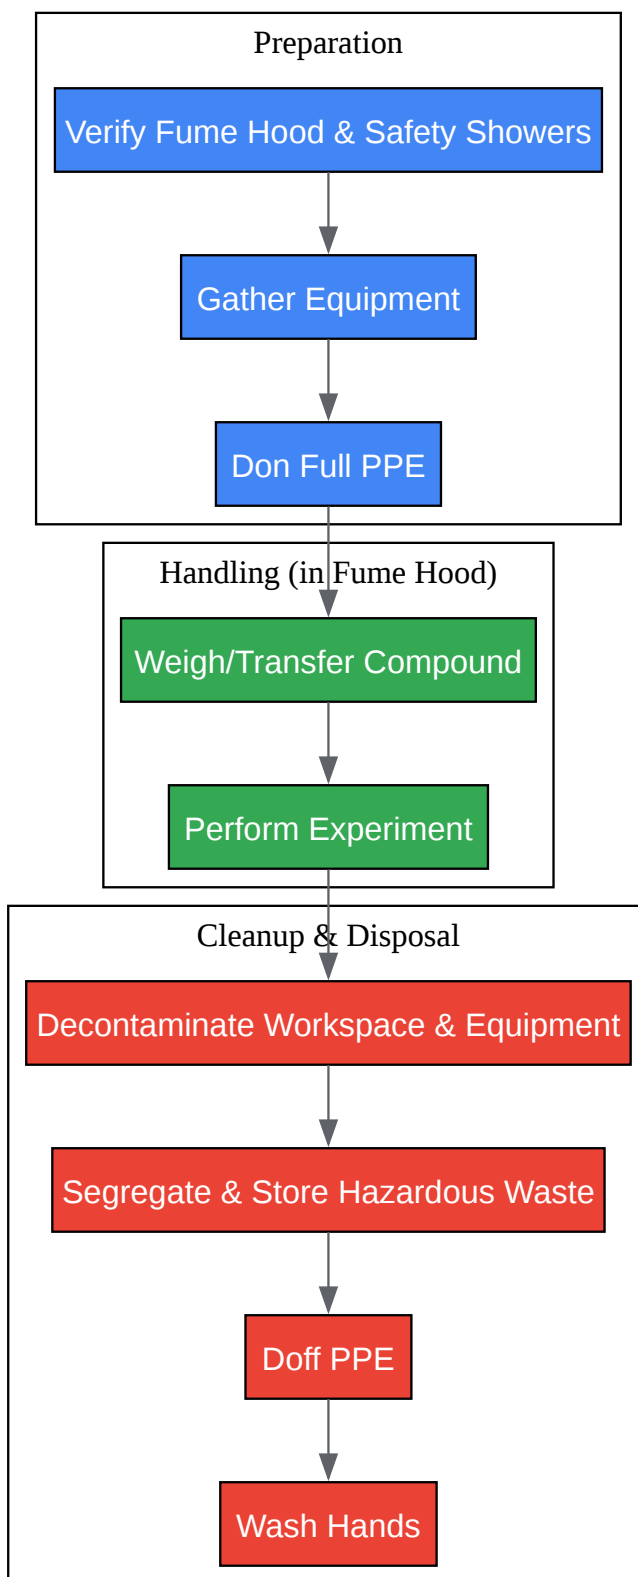 Preparation
Verify Fume Hood & Safety Showers
Gather Equipment
Don Full PPE
Handling (in Fume Hood)
Weigh/Transfer Compound
Perform Experiment
Cleanup & Disposal
Decontaminate Workspace & Equipment
Segregate & Store Hazardous Waste
Doff PPE
Wash Hands